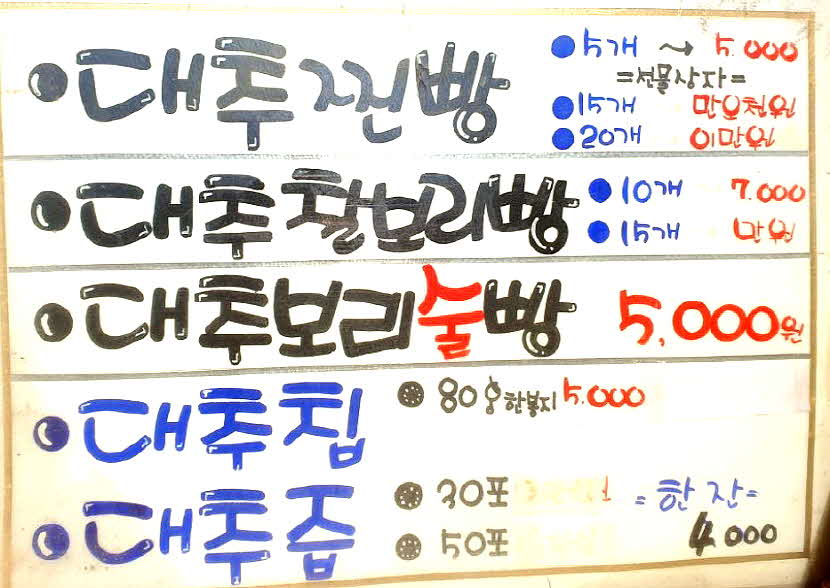 대추찐빵
5개 → 5.000
=선물상자=
15개 만오천원
20개 이만원
대추찰보리빵
10개 7.000
15개 만원
대추보리술빵 5,000원
대추칩
80g 한봉지 5.000
대추즙
30포
50포
=한잔=
4000